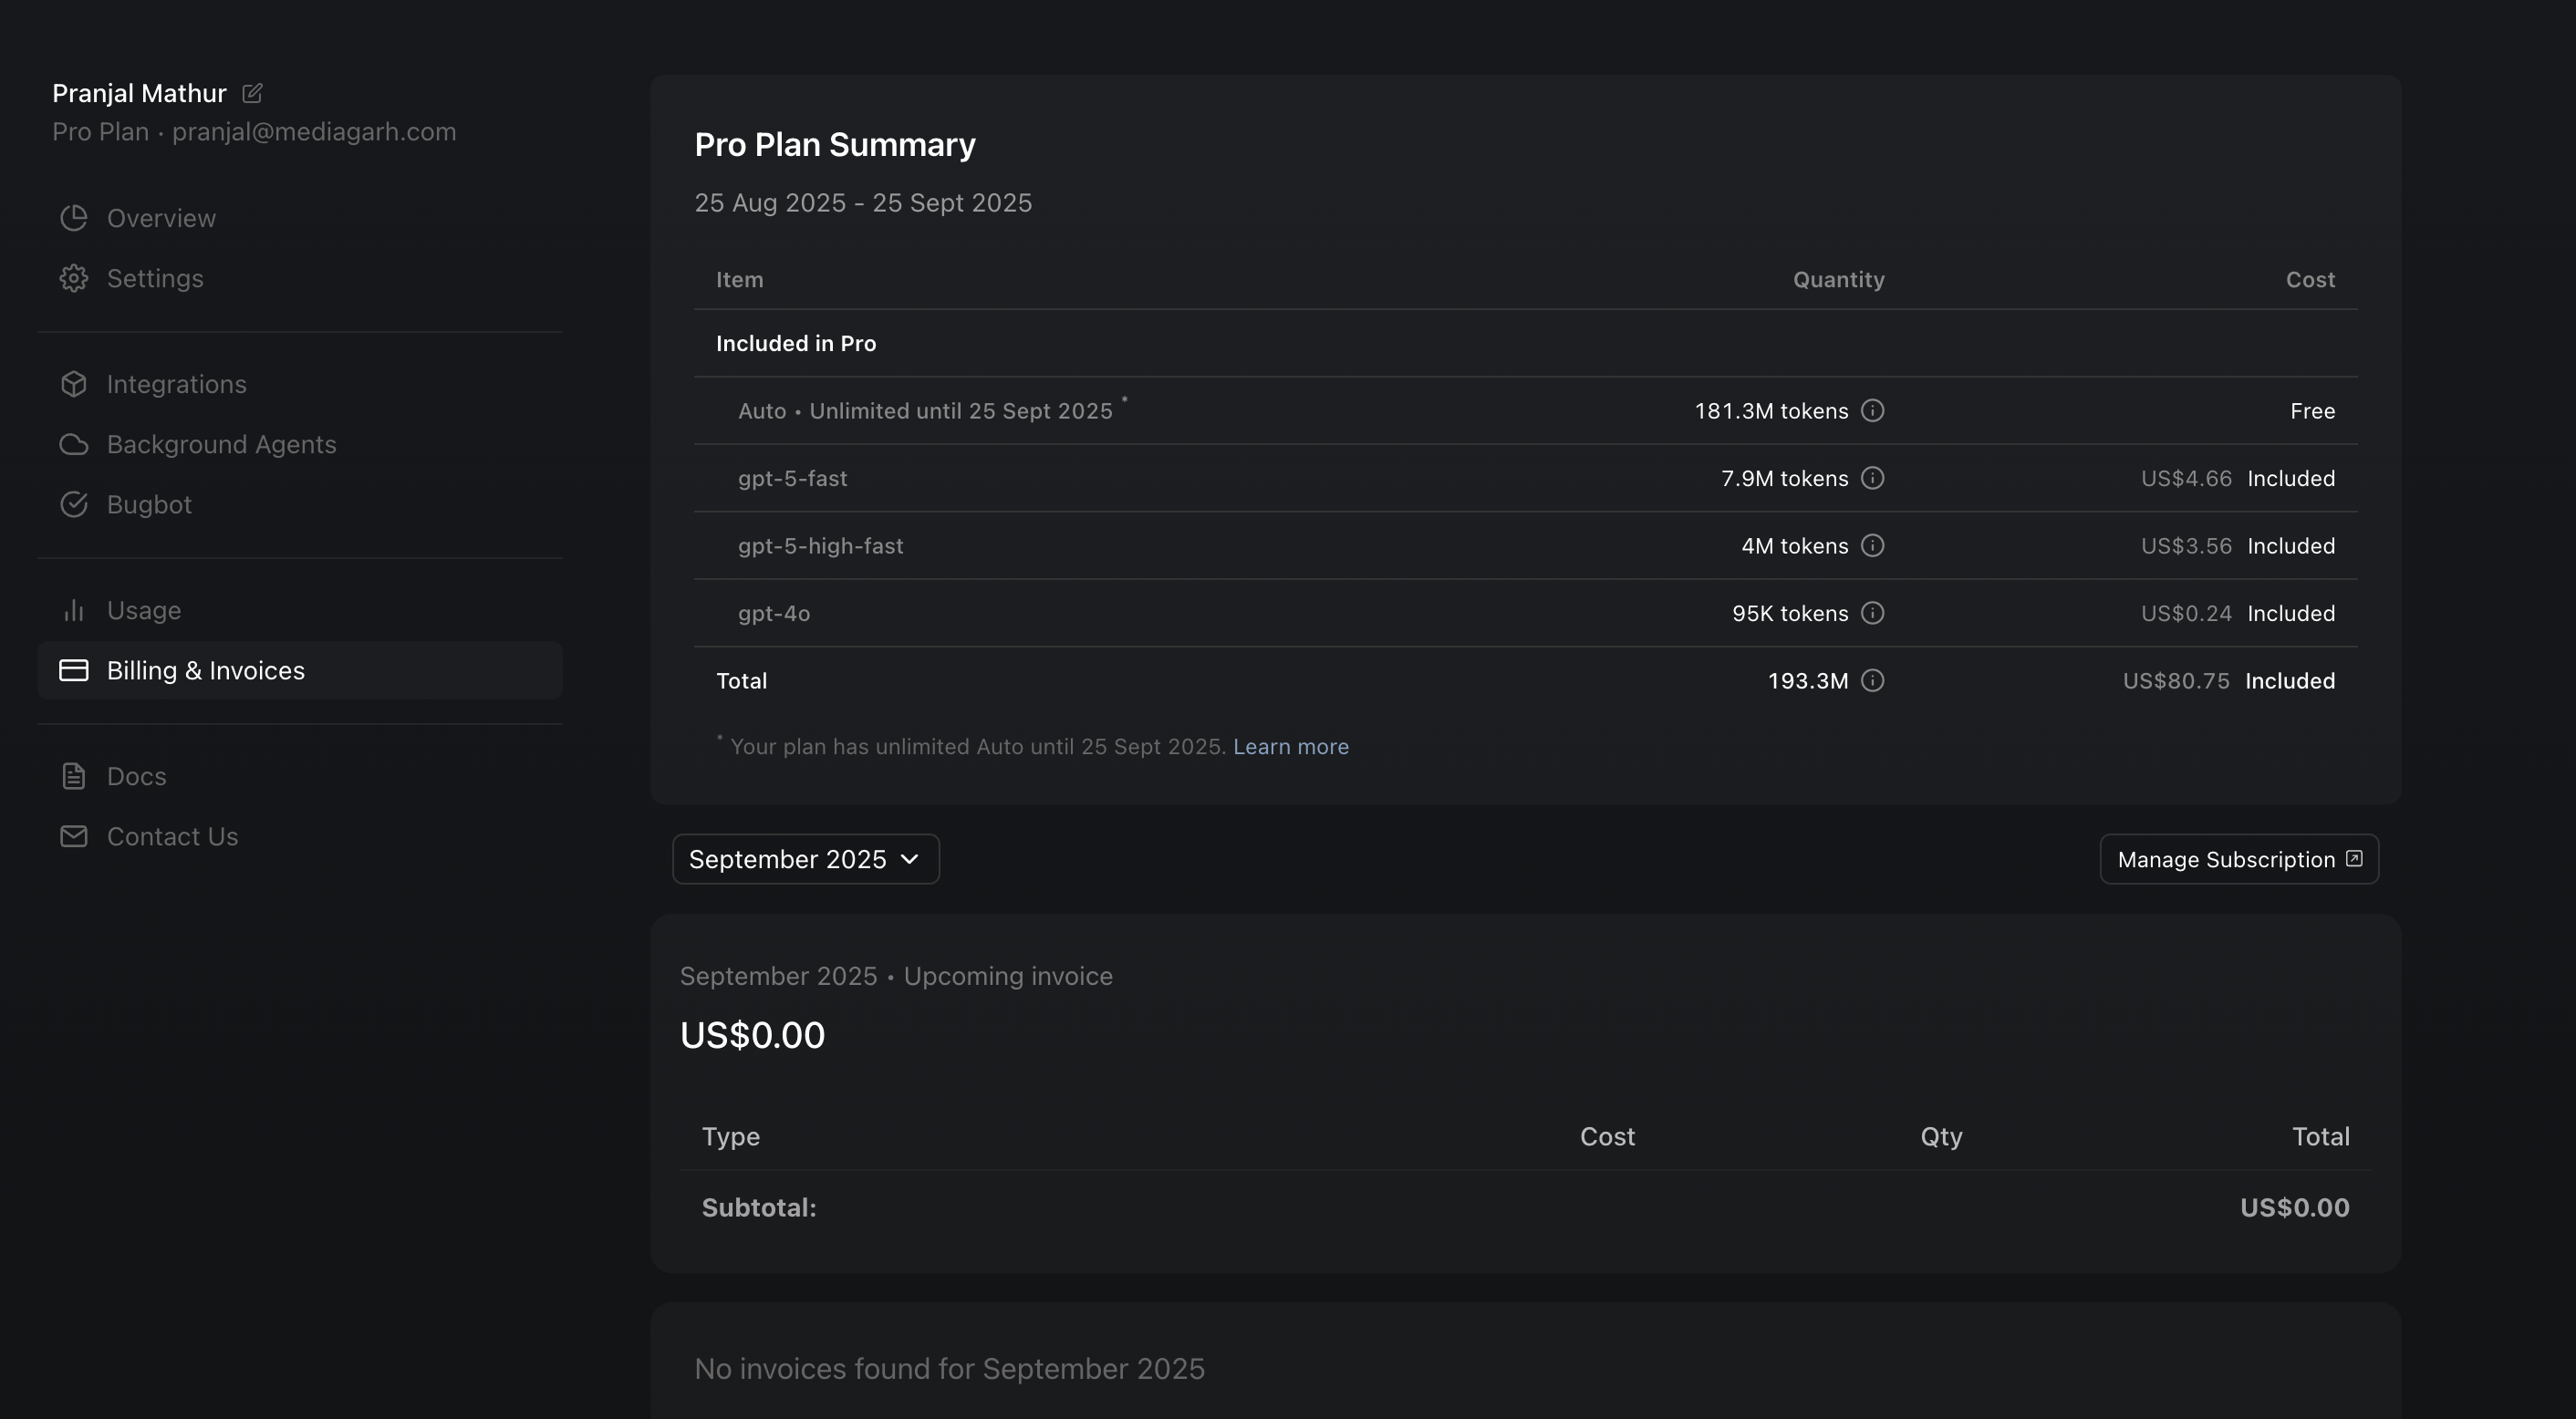 Pranjal Mathur
Pro Plan • pranjal@mediagarh.com
Overview
Settings
Integrations
Background Agents
Bugbot
Usage
Billing & Invoices
Docs
Contact Us
Pro Plan Summary
25 Aug 2025 - 25 Sept 2025
Item Quantity Cost
Included in Pro
Auto • Unlimited until 25 Sept 2025 * 181.3M tokens Free
gpt-5-fast 7.9M tokens US$4.66 Included
gpt-5-high-fast 4M tokens US$3.56 Included
gpt-4o 95K tokens US$0.24 Included
Total 193.3M US$80.75 Included
* Your plan has unlimited Auto until 25 Sept 2025. Learn more
September 2025 Manage Subscription
September 2025 • Upcoming invoice
US$0.00
Type Cost Qty Total
Subtotal: US$0.00
No invoices found for September 2025